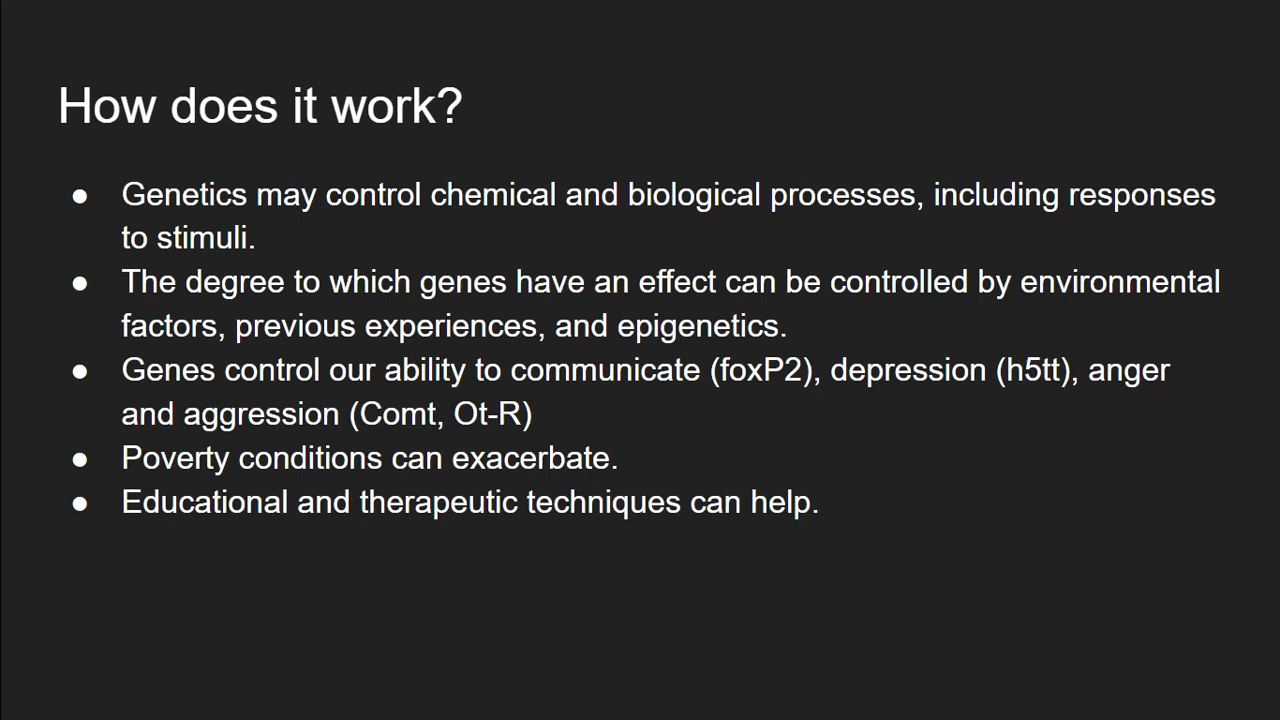 How does it work?
● Genetics may control chemical and biological processes, including responses
to stimuli.
● The degree to which genes have an effect can be controlled by environmental
factors, previous experiences, and epigenetics.
● Genes control our ability to communicate (foxP2), depression (h5tt), anger
and aggression (Comt, Ot-R)
● Poverty conditions can exacerbate.
● Educational and therapeutic techniques can help.